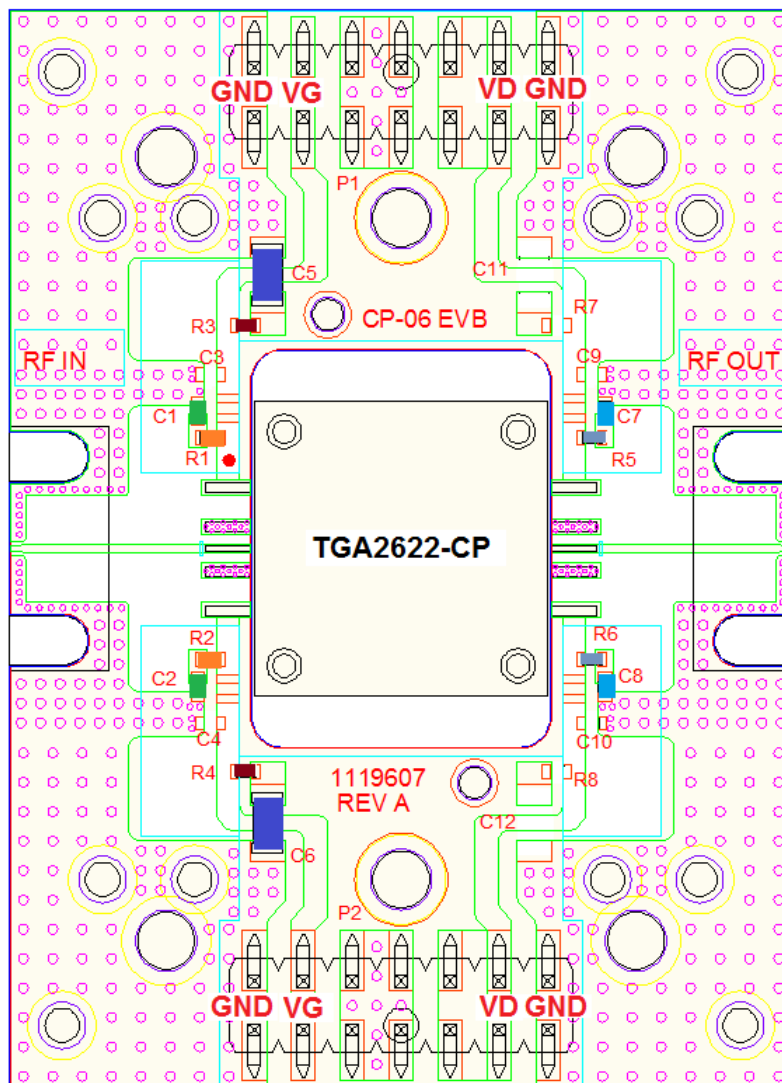 GND VG VD GND
P1
C5 C11
R3 CP-06 EVB R7
RF IN C3 C9 RF OUT
C1 C7
R1 R5
TGA2622-CP
R2 R6
C2 C8
C4 C10
R4 1119607 R8
REV A
C12
C6
P2
GND VG VD GND